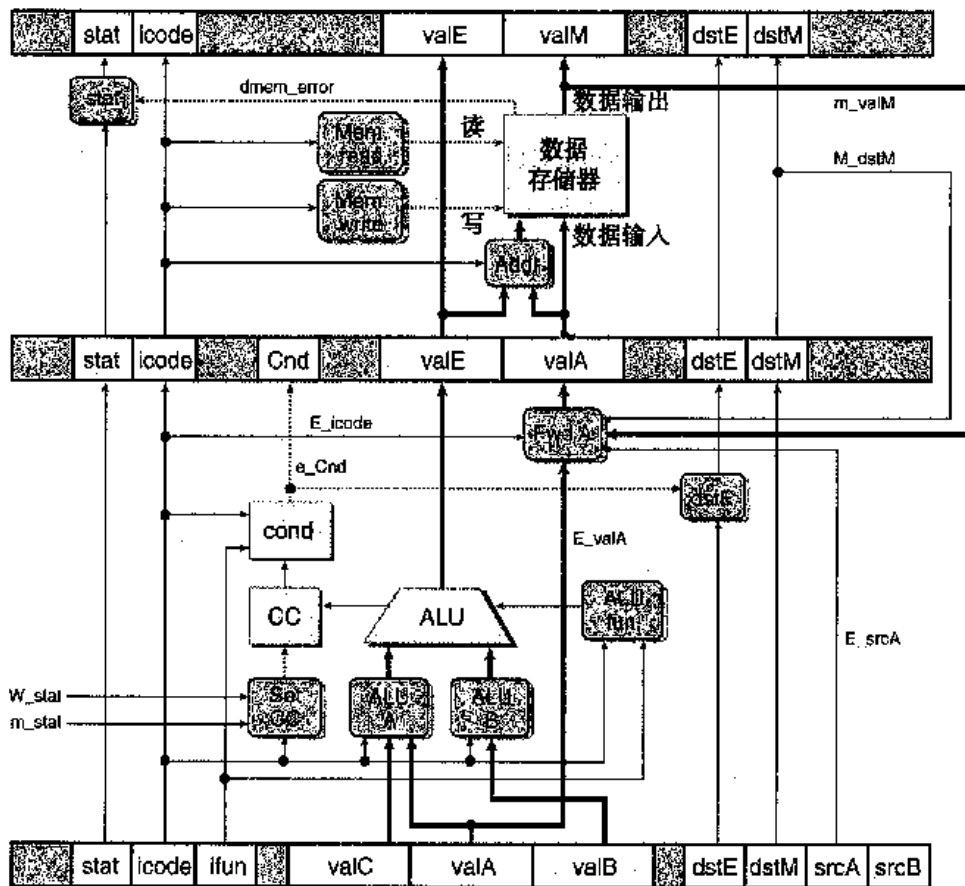 stat icode valE valM dstE dstM
dmem_error
数据输出
m_valM
stat
Mem
read
读
数据
存储器
M_dstM
Mem
write
写
数据输入
Addr
stat icode Cnd valE valA dstE dstM
E_icode
Fwd A
e_Cnd
dstE
cond
E_valA
CC
ALU
ALU
fun
E_srcA
W_stat
m_stat
Set
CC
ALU
A
ALU
B
stat icode ifun valC valA valB dstE dstM srcA srcB